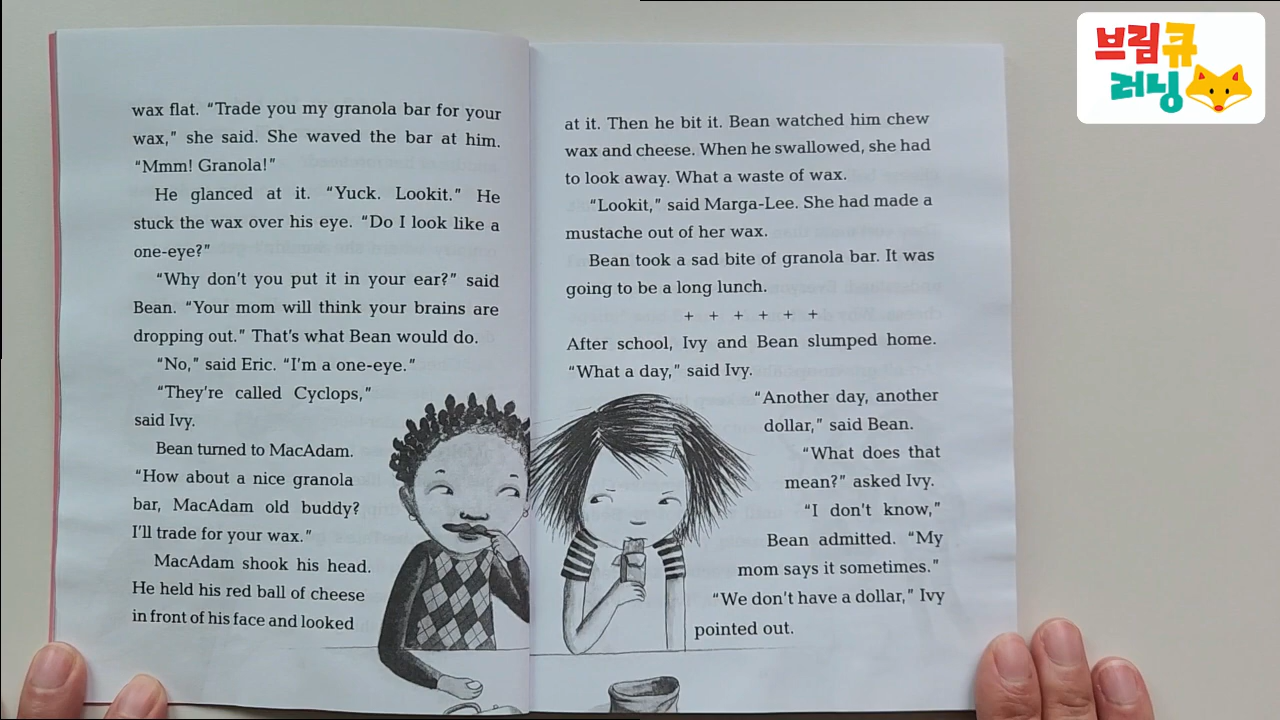 wax flat. “Trade you my granola bar for your
wax,” she said. She waved the bar at him.
“Mmm! Granola!”
He glanced at it. “Yuck. Lookit.” He
stuck the wax over his eye. “Do I look like a
one-eye?”
“Why don’t you put it in your ear?” said
Bean. “Your mom will think your brains are
dropping out.” That’s what Bean would do.
“No,” said Eric. “I’m a one-eye.”
“They’re called Cyclops,”
said Ivy.
Bean turned to MacAdam.
“How about a nice granola
bar, MacAdam old buddy?
I’ll trade for your wax.”
MacAdam shook his head.
He held his red ball of cheese
in front of his face and looked
at it. Then he bit it. Bean watched him chew
wax and cheese. When he swallowed, she had
to look away. What a waste of wax.
“Lookit,” said Marga-Lee. She had made a
mustache out of her wax.
Bean took a sad bite of granola bar. It was
going to be a long lunch.
+ + + + + +
After school, Ivy and Bean slumped home.
“What a day,” said Ivy.
“Another day, another
dollar,” said Bean.
“What does that
mean?” asked Ivy.
“I don’t know,”
Bean admitted. “My
mom says it sometimes.”
“We don’t have a dollar,” Ivy
pointed out.
브림큐
러닝